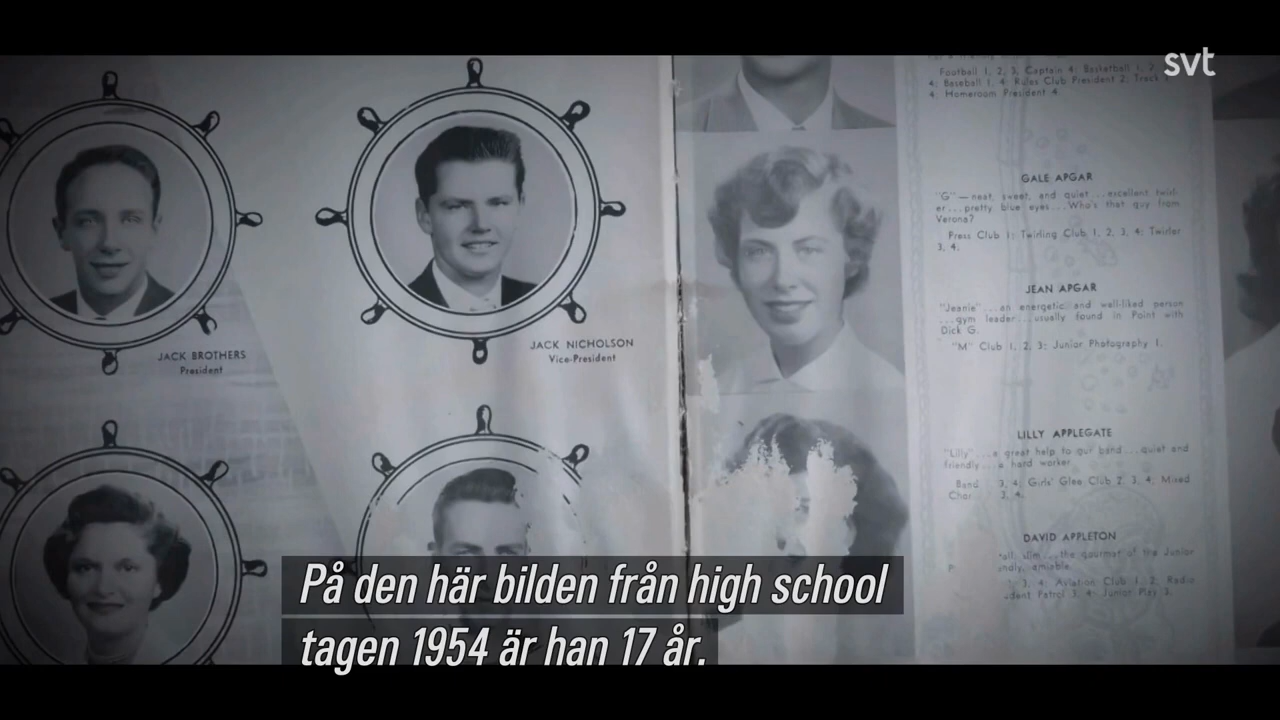 svt
Football 1, 2, 3, Captain 4; Basketball 1, 2
4; Baseball 1, 4; Rules Club President 2; Track
4; Homeroom President 4.
JACK BROTHERS
President
JACK NICHOLSON
Vice-President
GALE APGAR
"G"—neat, sweet, and quiet...excellent twirl-
er...pretty blue eyes...Who's that guy from
Verona?
Press Club 1; Twirling Club 1, 2, 3, 4; Twirler
3, 4.
JEAN APGAR
"Jeanie"...an energetic and well-liked person
...gym leader...usually found in Point with
Dick G.
"M" Club 1, 2, 3; Junior Photography 1.
LILLY APPLEGATE
"Lilly"...a great help to our band...quiet and
friendly...a hard worker
Band 3, 4; Girls' Glee Club 2, 3, 4; Mixed
3, 4.
DAVID APPLETON
slim...the gourmet of the Junior
amiable.
3, 4; Aviation Club 1, 2; Radio
Patrol 3, 4; Junior Play 3.
På den här bilden från high school
tagen 1954 är han 17 år.